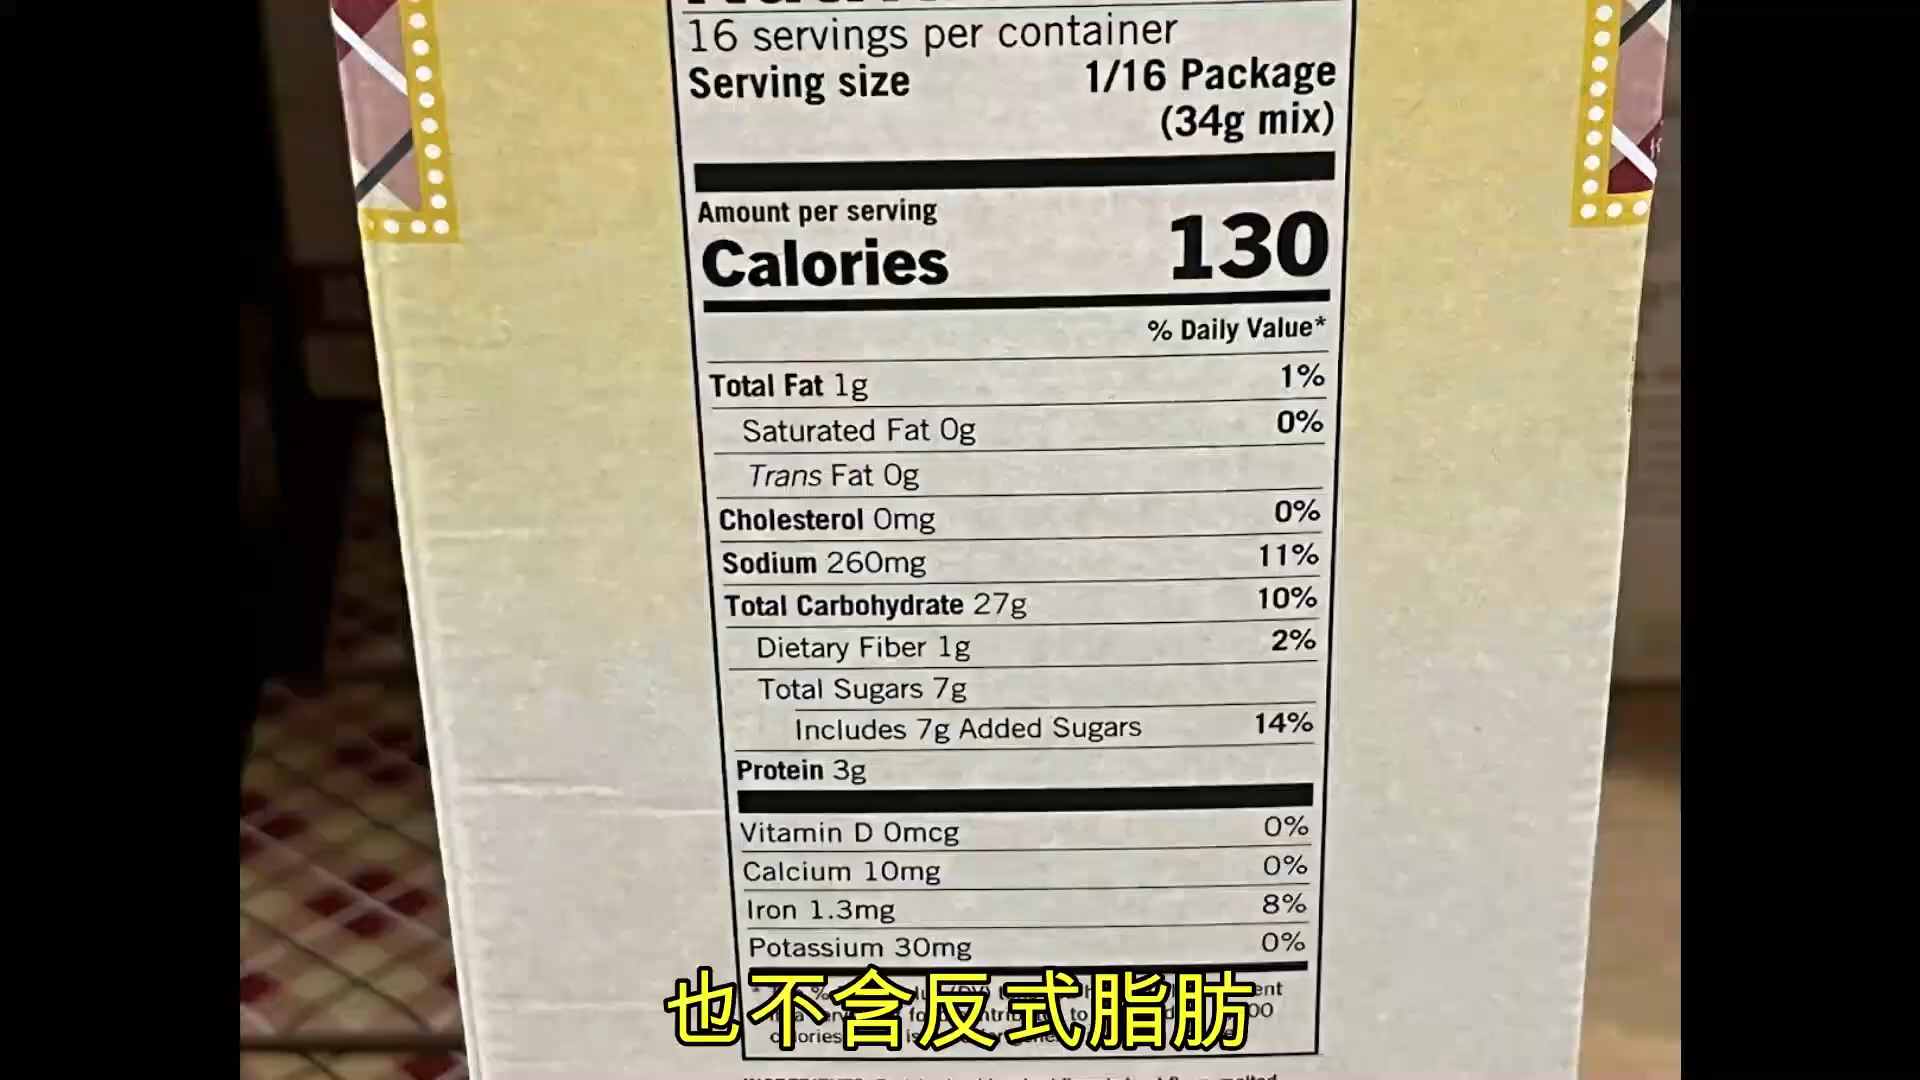 16 servings per container
Serving size 1/16 Package
(34g mix)
Amount per serving
Calories 130
% Daily Value*
Total Fat 1g 1%
Saturated Fat 0g 0%
Trans Fat 0g
Cholesterol 0mg 0%
Sodium 260mg 11%
Total Carbohydrate 27g 10%
Dietary Fiber 1g 2%
Total Sugars 7g
Includes 7g Added Sugars 14%
Protein 3g
Vitamin D 0mcg 0%
Calcium 10mg 0%
Iron 1.3mg 8%
Potassium 30mg 0%
也不含反式脂肪